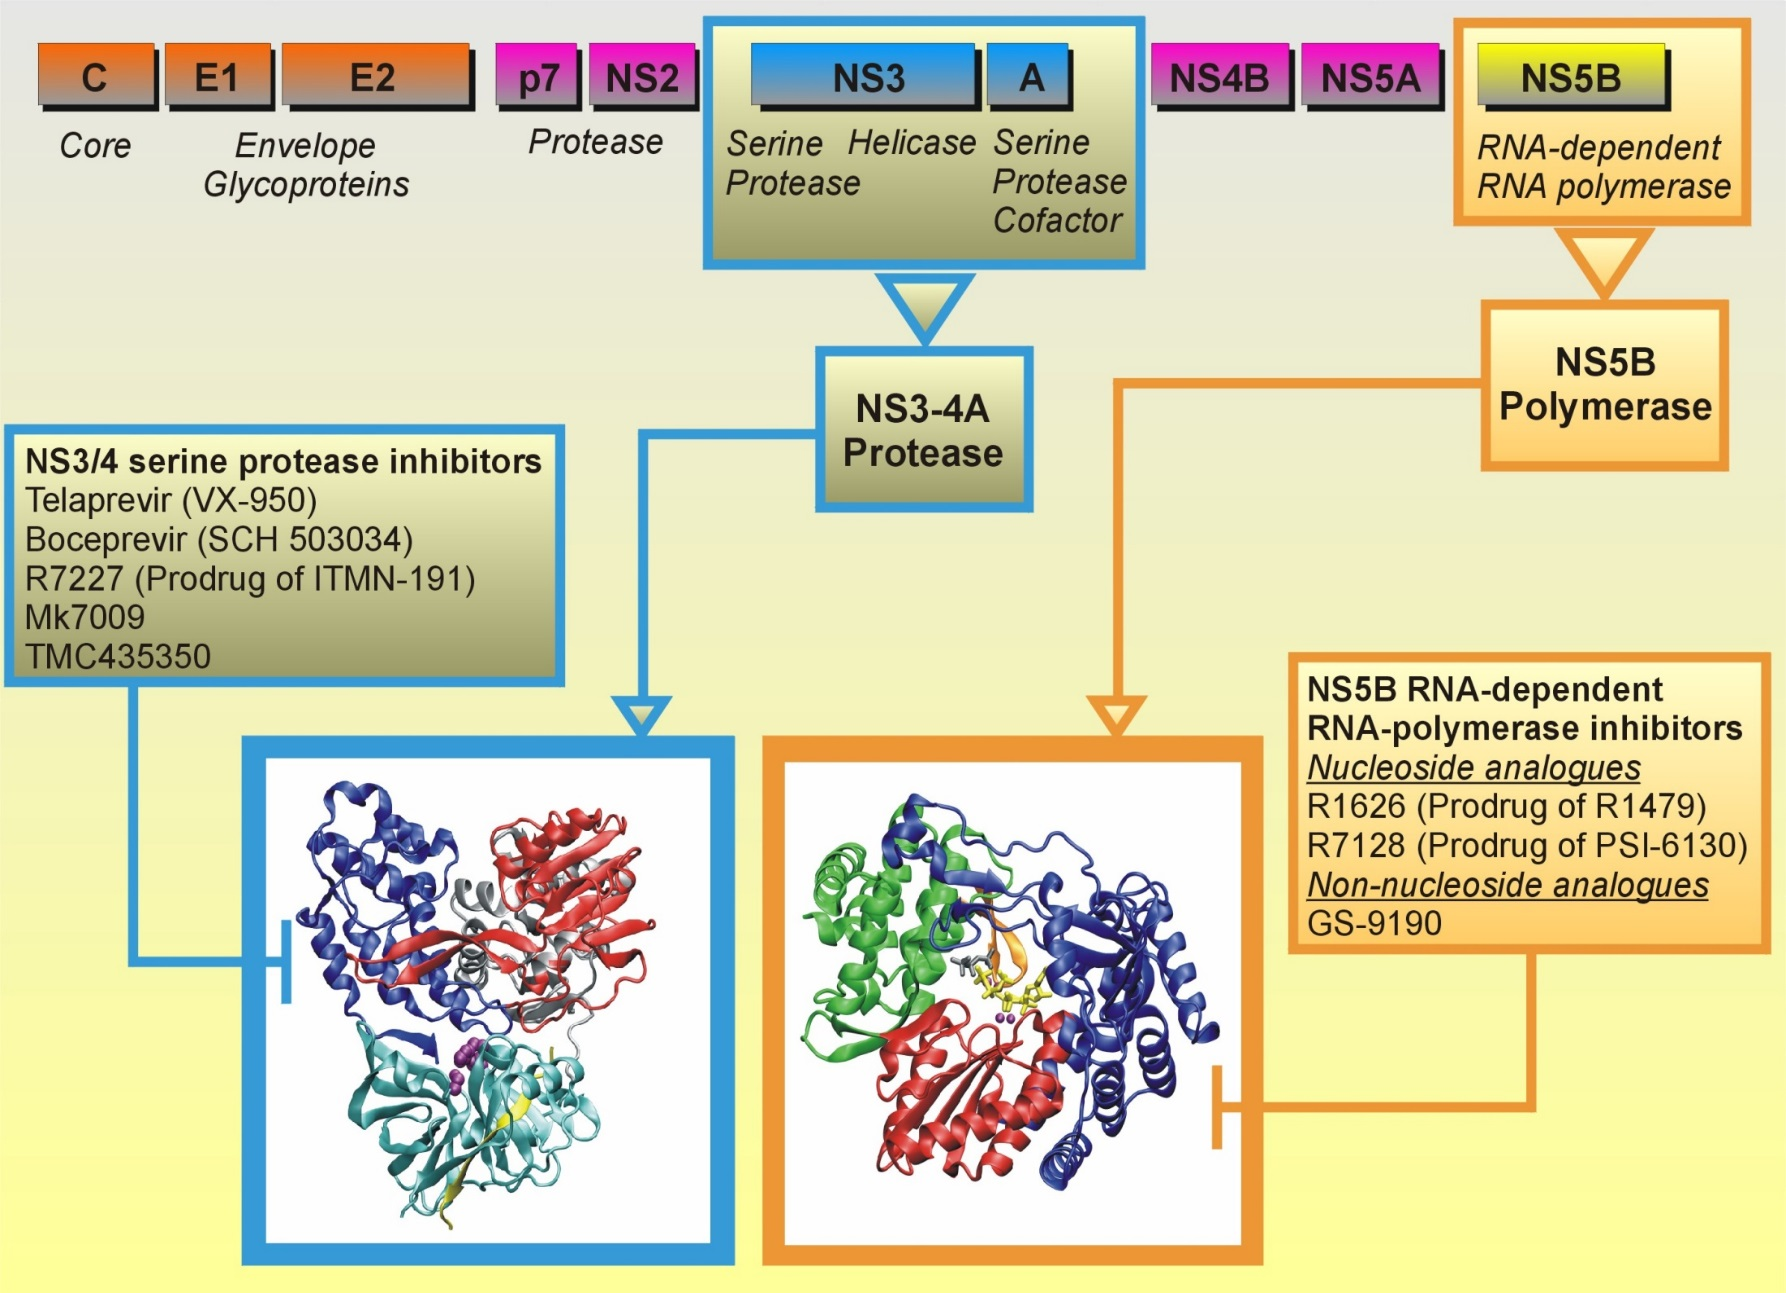 C E1 E2 p7 NS2 NS3 A NS4B NS5A NS5B
Core
Envelope
Glycoproteins
Protease
Serine
Protease
Helicase
Serine
Protease
Cofactor
RNA-dependent
RNA polymerase
NS3-4A
Protease
NS5B
Polymerase
NS3/4 serine protease inhibitors
Telaprevir (VX-950)
Boceprevir (SCH 503034)
R7227 (Prodrug of ITMN-191)
Mk7009
TMC435350
NS5B RNA-dependent
RNA-polymerase inhibitors
Nucleoside analogues
R1626 (Prodrug of R1479)
R7128 (Prodrug of PSI-6130)
Non-nucleoside analogues
GS-9190